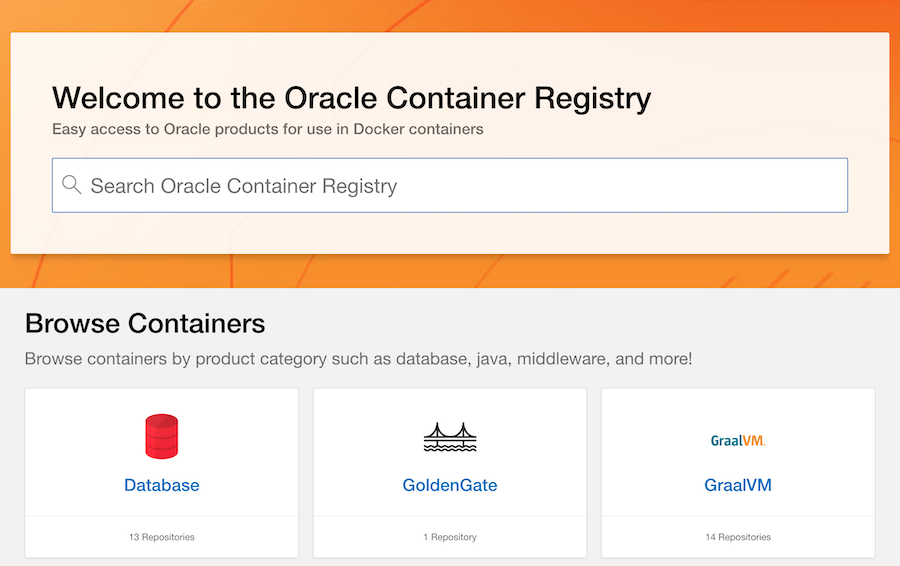 Welcome to the Oracle Container Registry
Easy access to Oracle products for use in Docker containers
Search Oracle Container Registry
Browse Containers
Browse containers by product category such as database, java, middleware, and more!
Database
13 Repositories
GoldenGate
1 Repository
GraalVM.
GraalVM
14 Repositories